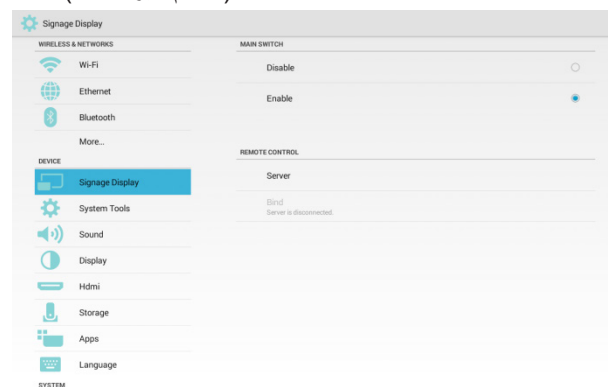 Signage Display
WIRELESS & NETWORKS
Wi-Fi
Ethernet
Bluetooth
More...
DEVICE
Signage Display
System Tools
Sound
Display
Hdmi
Storage
Apps
Language
SYSTEM
MAIN SWITCH
Disable
Enable
REMOTE CONTROL
Server
Bind
Server is disconnected.